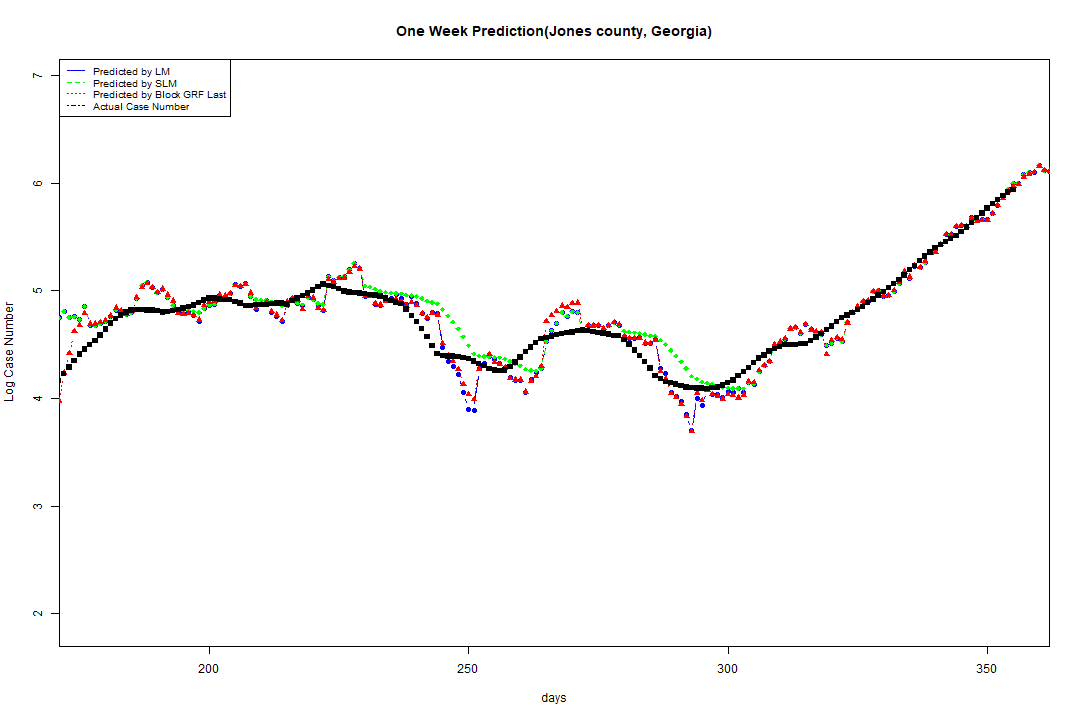 One Week Prediction(Jones county, Georgia)
Predicted by LM
Predicted by SLM
Predicted by Block GRF Last
Actual Case Number
7
6
5
4
3
2
Log Case Number
200
250
300
350
days